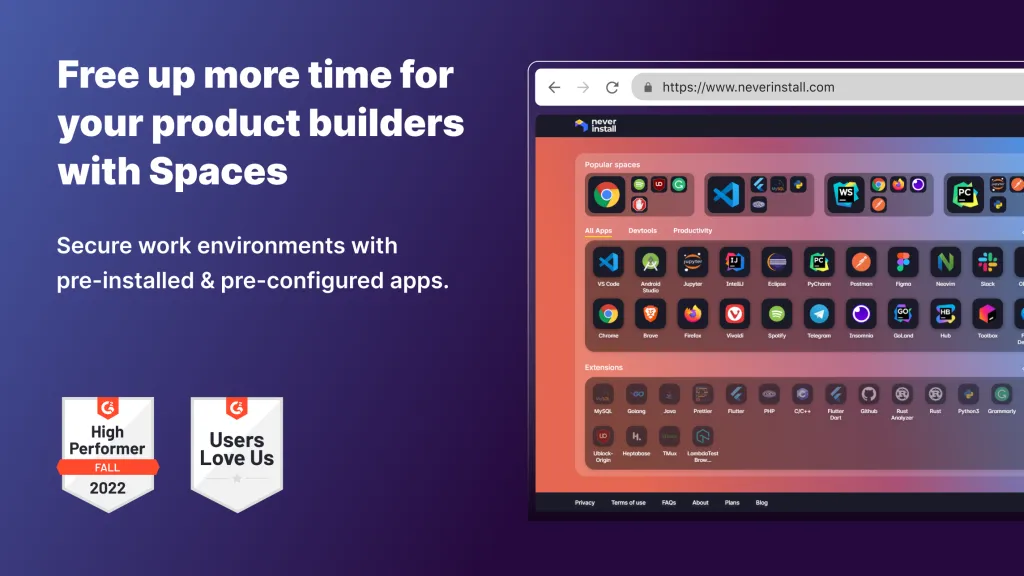 Free up more time for
your product builders
with Spaces
Secure work environments with
pre-installed & pre-configured apps.
High
Performer
FALL
2022
Users
Love Us
https://www.neverinstall.com
never
install
Popular spaces
WS
PC
All Apps Devtools Productivity
VS Code Android Studio Jupyter IntelliJ Eclipse PyCharm Postman Figma Neovim Slack
Chrome Brave Firefox Vivaldi Spotify Telegram Insomnia GoLand Hub Toolbox
Extensions
MySQL Golang Java Prettier Flutter PHP C/C++ Flutter Dart Github Rust Analyzer Rust Python3 Grammarly
Ublock-Origin Heptabase TMux LambdaTest Brow...
Privacy Terms of use FAQs About Plans Blog